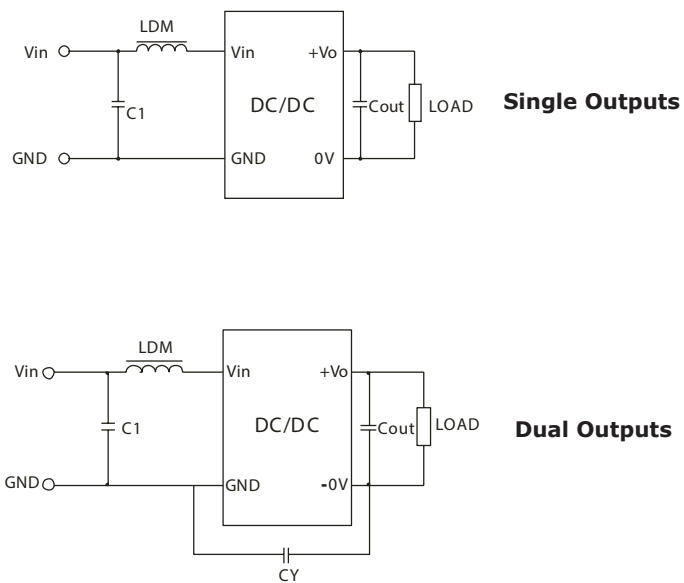 LDM
Vin
Vin
+Vo
C1
DC/DC
Cout
LOAD
Single Outputs
GND
GND
0V
LDM
Vin
Vin
+Vo
C1
DC/DC
Cout
LOAD
Dual Outputs
GND
GND
-0V
CY